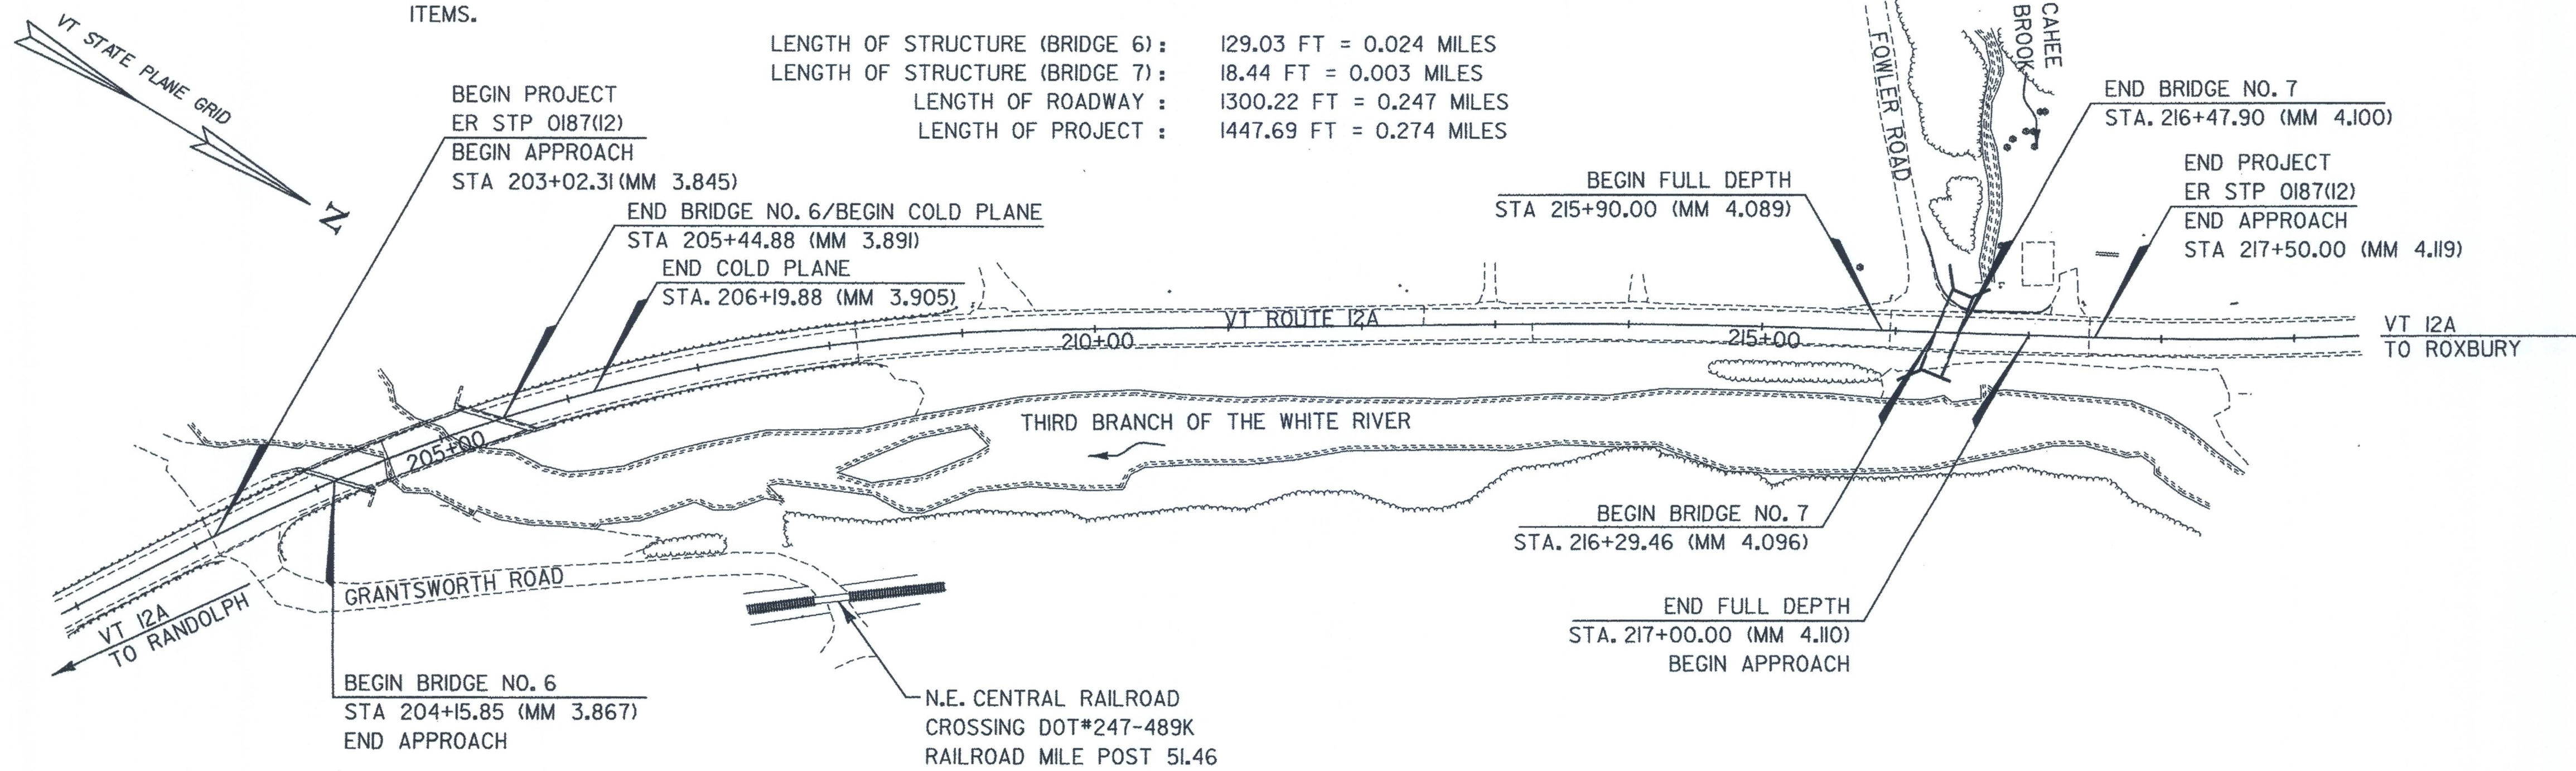 ITEMS.
VT STATE PLANE GRID
N
LENGTH OF STRUCTURE (BRIDGE 6): 129.03 FT = 0.024 MILES
LENGTH OF STRUCTURE (BRIDGE 7): 18.44 FT = 0.003 MILES
LENGTH OF ROADWAY : 1300.22 FT = 0.247 MILES
LENGTH OF PROJECT : 1447.69 FT = 0.274 MILES
BEGIN PROJECT
ER STP 0187(12)
BEGIN APPROACH
STA 203+02.31 (MM 3.845)
END BRIDGE NO. 6/BEGIN COLD PLANE
STA 205+44.88 (MM 3.891)
END COLD PLANE
STA. 206+19.88 (MM 3.905)
FOWLER ROAD
CAHEE
BROOK
END BRIDGE NO. 7
STA. 216+47.90 (MM 4.100)
BEGIN FULL DEPTH
STA 215+90.00 (MM 4.089)
END PROJECT
ER STP 0187(12)
END APPROACH
STA 217+50.00 (MM 4.119)
VT ROUTE 12A
205+00
210+00
215+00
VT 12A
TO ROXBURY
THIRD BRANCH OF THE WHITE RIVER
BEGIN BRIDGE NO. 7
STA. 216+29.46 (MM 4.096)
END FULL DEPTH
STA. 217+00.00 (MM 4.110)
BEGIN APPROACH
GRANTSWORTH ROAD
VT 12A
TO RANDOLPH
BEGIN BRIDGE NO. 6
STA 204+15.85 (MM 3.867)
END APPROACH
N.E. CENTRAL RAILROAD
CROSSING DOT#247-489K
RAILROAD MILE POST 51.46